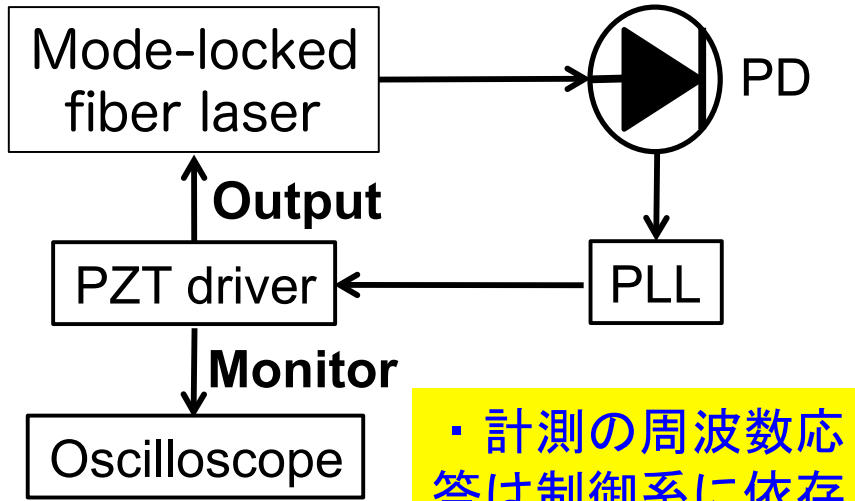 Mode-locked
fiber laser
PD
Output
PZT driver
PLL
Monitor
Oscilloscope
・計測の周波数応
答は制御系に依存